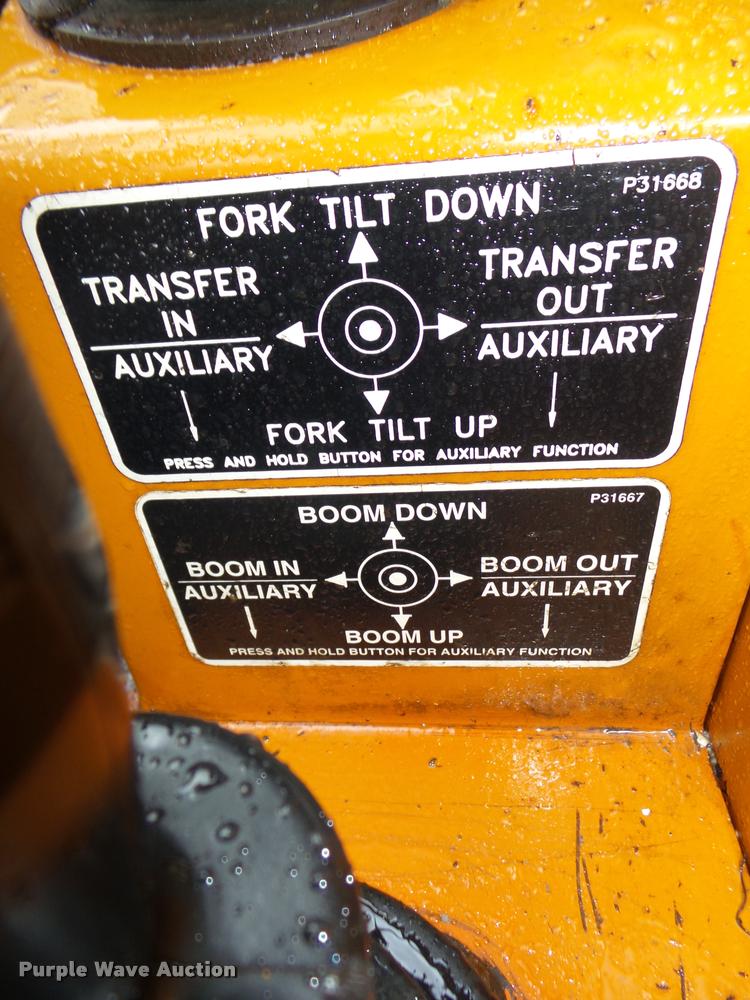 P31668
FORK TILT DOWN
TRANSFER IN
AUXILIARY
TRANSFER OUT
AUXILIARY
FORK TILT UP
PRESS AND HOLD BUTTON FOR AUXILIARY FUNCTION
P31667
BOOM DOWN
BOOM IN
AUXILIARY
BOOM OUT
AUXILIARY
BOOM UP
PRESS AND HOLD BUTTON FOR AUXILIARY FUNCTION
Purple Wave Auction